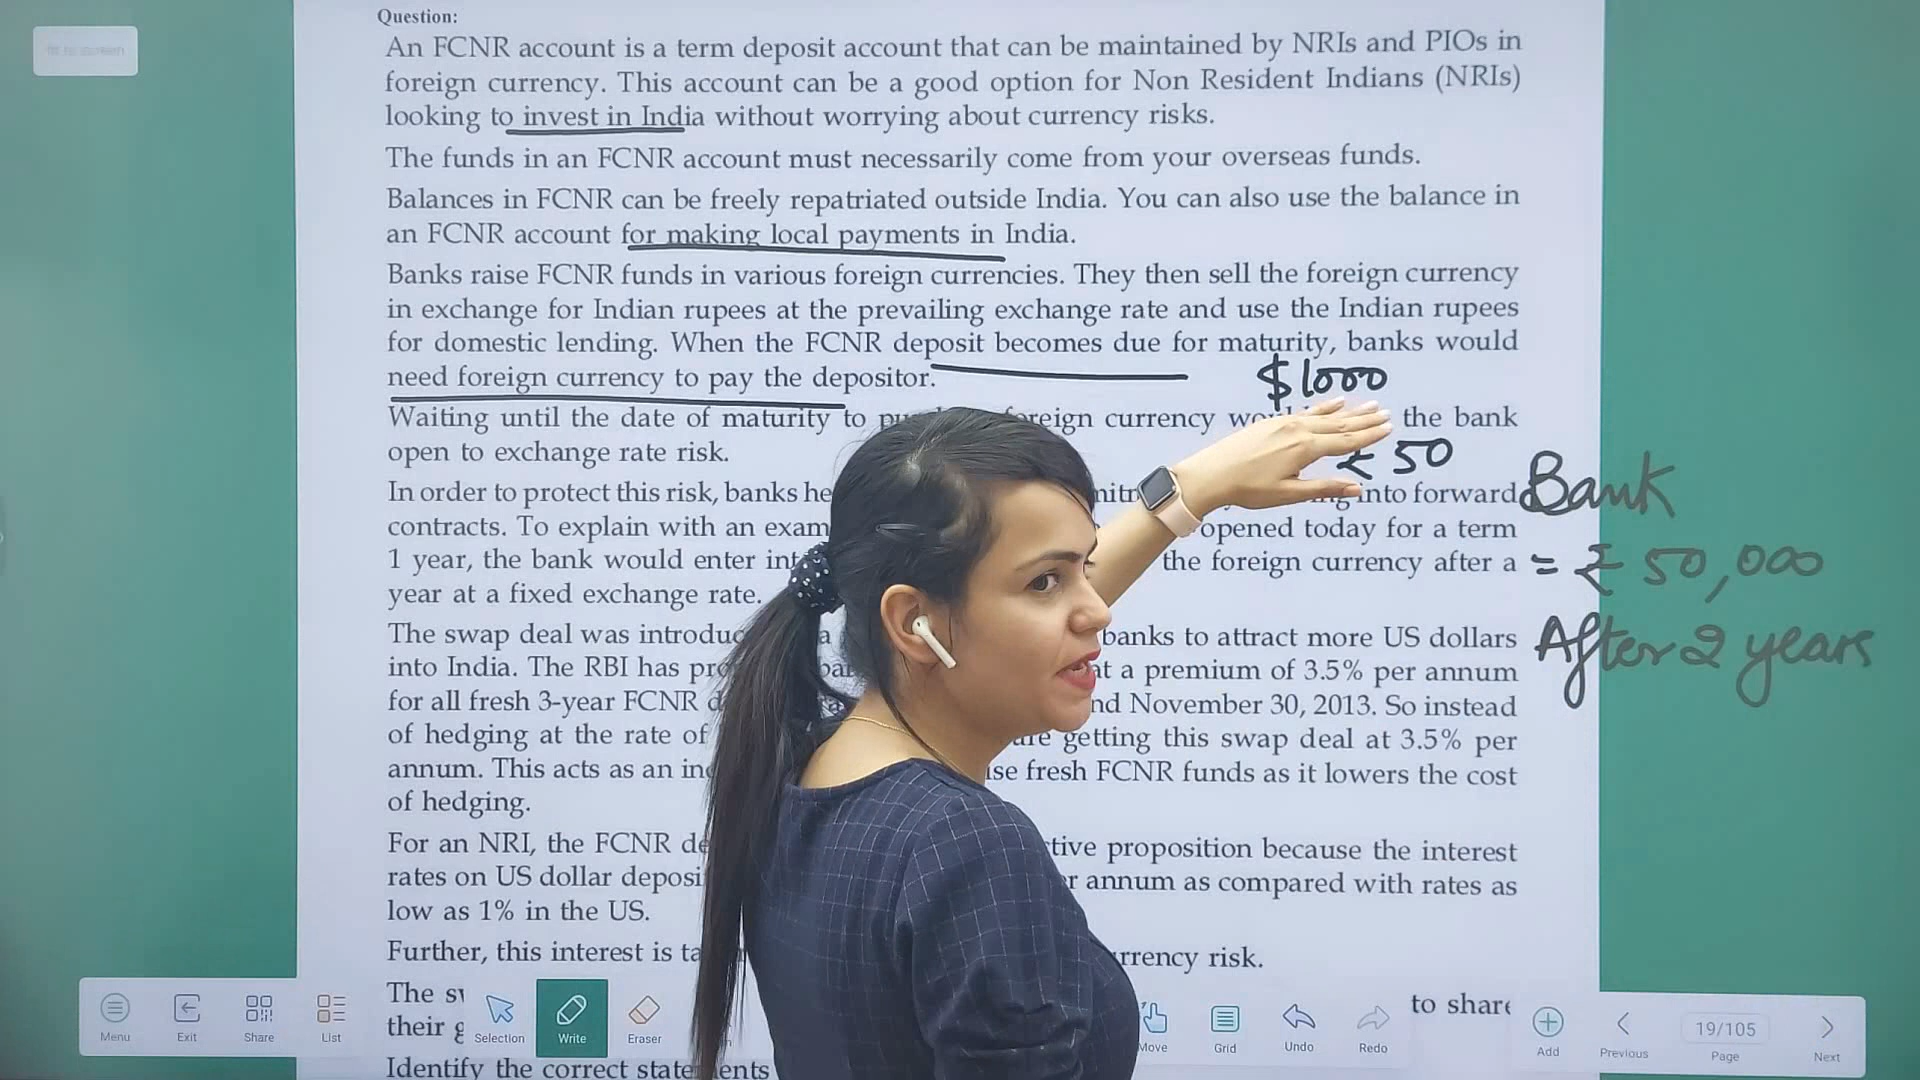 fit to screen
Question:
An FCNR account is a term deposit account that can be maintained by NRIs and PIOs in
foreign currency. This account can be a good option for Non Resident Indians (NRIs)
looking to invest in India without worrying about currency risks.
The funds in an FCNR account must necessarily come from your overseas funds.
Balances in FCNR can be freely repatriated outside India. You can also use the balance in
an FCNR account for making local payments in India.
Banks raise FCNR funds in various foreign currencies. They then sell the foreign currency
in exchange for Indian rupees at the prevailing exchange rate and use the Indian rupees
for domestic lending. When the FCNR deposit becomes due for maturity, banks would
need foreign currency to pay the depositor.
$1000
Waiting until the date of maturity to foreign currency the bank
open to exchange rate risk.
₹ 50
In order to protect this risk, banks into forward
Bank
contracts. To explain with an opened today for a term
1 year, the bank would enter the foreign currency after a
= ₹ 50,000
year at a fixed exchange rate.
The swap deal was banks to attract more US dollars
After 2 years
into India. The RBI has at a premium of 3.5% per annum
for all fresh 3-year FCNR and November 30, 2013. So instead
of hedging at the rate of are getting this swap deal at 3.5% per
annum. This acts as an fresh FCNR funds as it lowers the cost
of hedging.
For an NRI, the FCNR proposition because the interest
rates on US dollar annum as compared with rates as
low as 1% in the US.
Further, this interest is currency risk.
The to share
their
Identify the correct statements
Menu
Exit
Share
List
Selection
Write
Eraser
Move
Grid
Undo
Redo
Add
Previous
19/105
Page
Next